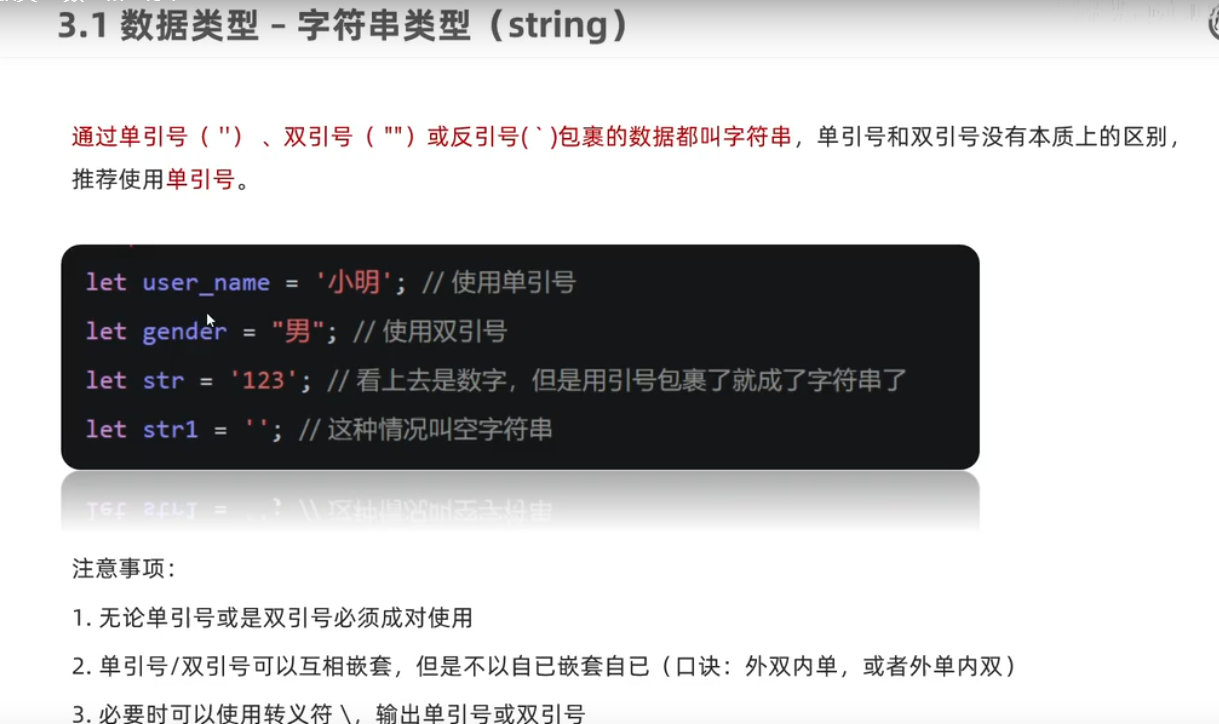 3.1 数据类型 – 字符串类型（string）
通过单引号（ ''） 、双引号（ ""）或反引号( ` )包裹的数据都叫字符串，单引号和双引号没有本质上的区别，
推荐使用单引号。
let user_name = '小明'; // 使用单引号
let gender = "男"; // 使用双引号
let str = '123'; // 看上去是数字，但是用引号包裹了就成了字符串了
let str1 = ''; // 这种情况叫空字符串
注意事项：
1. 无论单引号或是双引号必须成对使用
2. 单引号/双引号可以互相嵌套，但是不以自已嵌套自已（口诀：外双内单，或者外单内双）
3. 必要时可以使用转义符 \，输出单引号或双引号